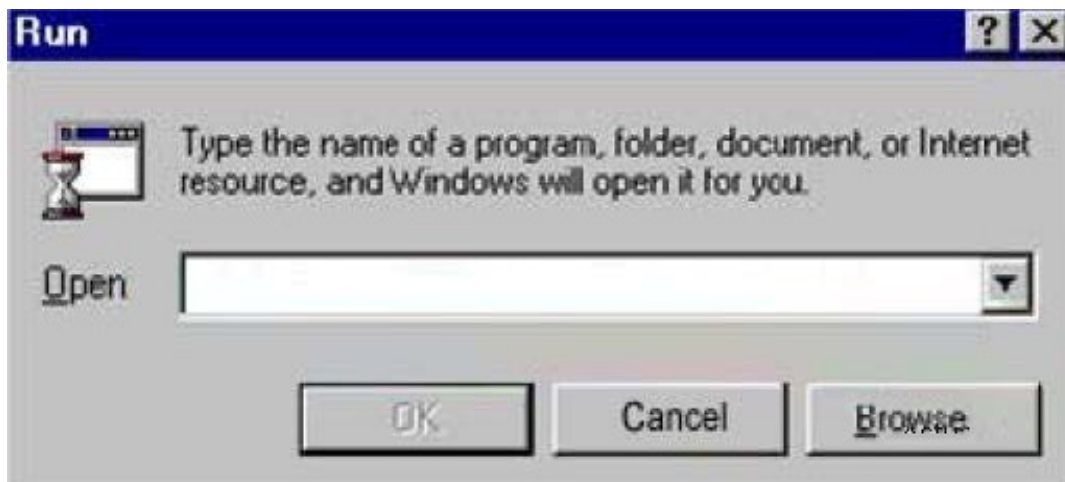 Run
?
Type the name of a program, folder, document, or Internet
resource, and Windows will open it for you.
Open
OK Cancel Browse...